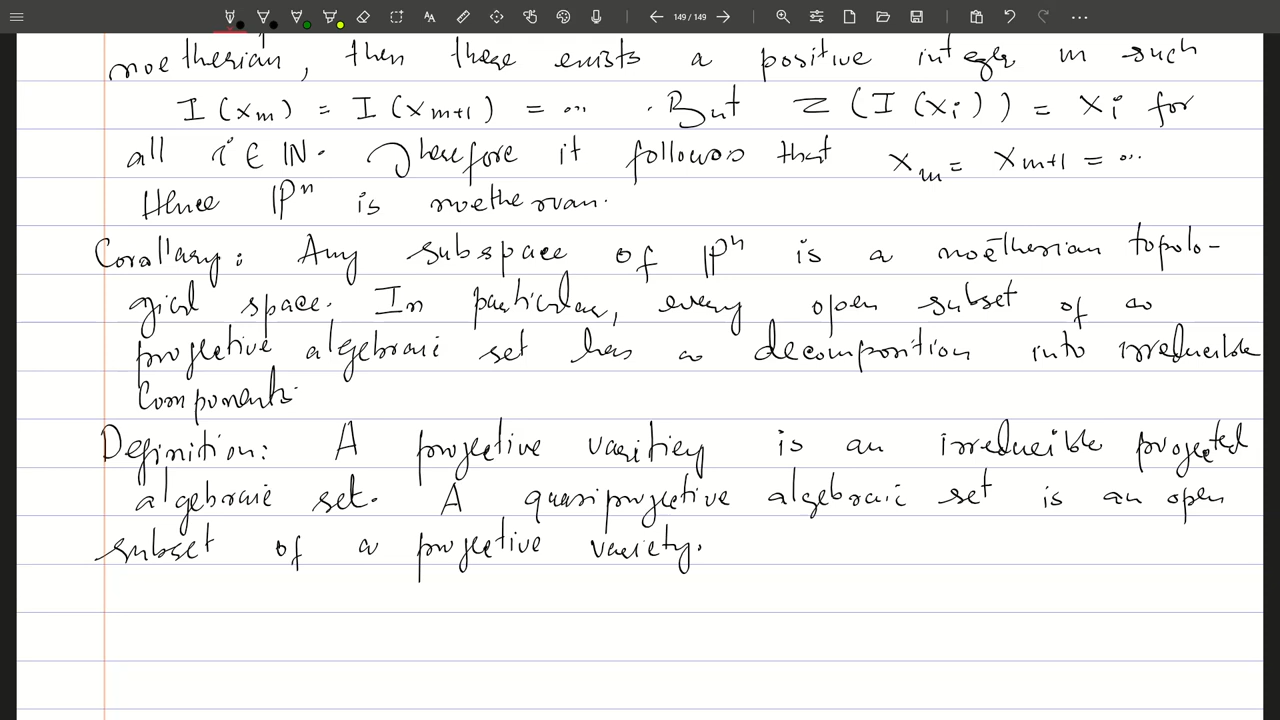 149 / 149
noetherian, then there exists a positive integer m such
I(X_m) = I(X_{m+1}) = ... . But Z(I(X_i)) = X_i for
all i ∈ ℕ. Therefore it follows that X_m = X_{m+1} = ...
Hence ℙ^n is noetherian.
Corollary: Any subspace of ℙ^n is a noetherian topolo-
gical space. In particular, every open subset of a
projective algebraic set has a decomposition into irreducible
components.
Definition: A projective varitiey is an irreducible projected
algebraic set. A quasiprojective algebraic set is an open
subset of a projective variety.